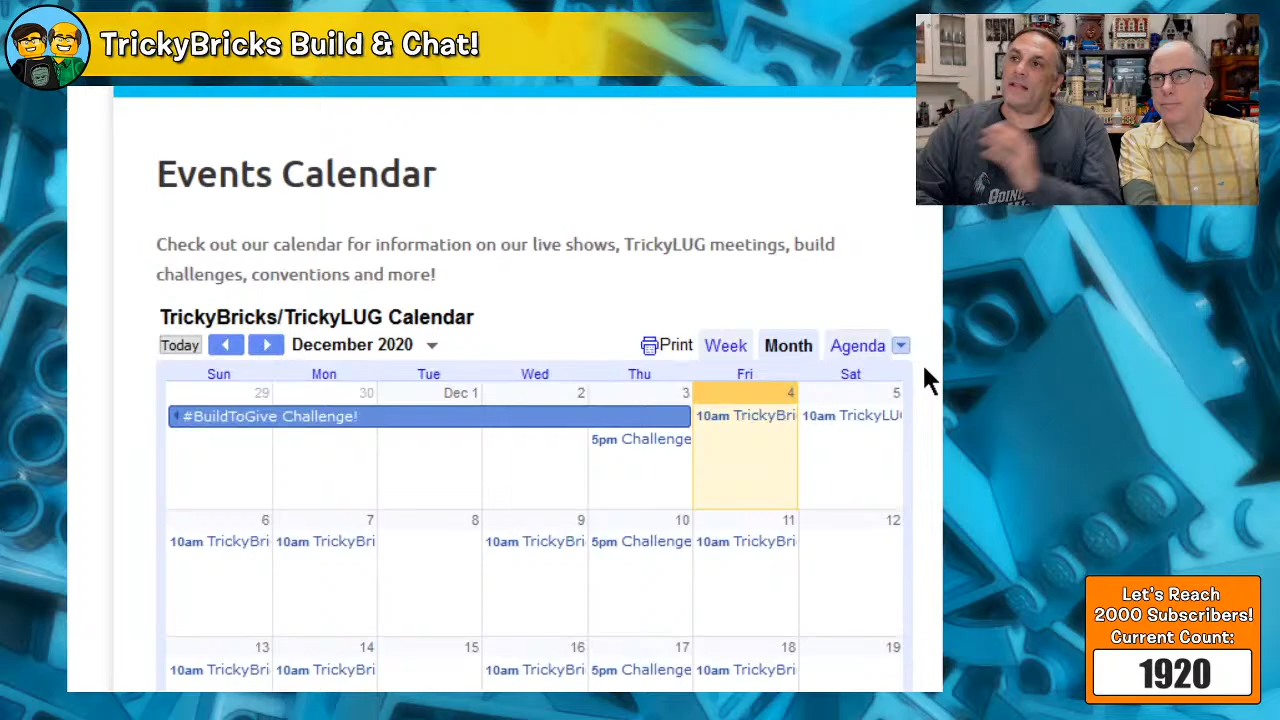 TrickyBricks Build & Chat!
GOING
Events Calendar
Check out our calendar for information on our live shows, TrickyLUG meetings, build
challenges, conventions and more!
TrickyBricks/TrickyLUG Calendar
Today December 2020 Print Week Month Agenda
Sun Mon Tue Wed Thu Fri Sat
29 30 Dec 1 2 3 4 5
#BuildToGive Challenge! 10am TrickyBri 10am TrickyLU
5pm Challenge
6 7 8 9 10 11 12
10am TrickyBri 10am TrickyBri 10am TrickyBri 5pm Challenge 10am TrickyBri
13 14 15 16 17 18 19
10am TrickyBri 10am TrickyBri 10am TrickyBri 5pm Challenge 10am TrickyBri
Let's Reach
2000 Subscribers!
Current Count:
1920